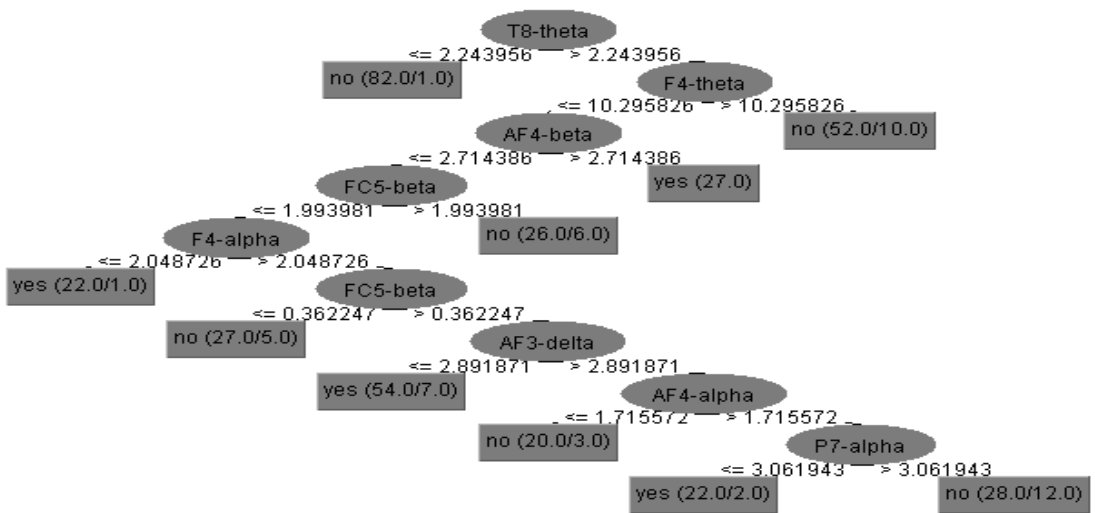 T8-theta
<= 2.243956 > 2.243956
no (82.0/1.0)
F4-theta
<= 10.295826 > 10.295826
AF4-beta
no (52.0/10.0)
<= 2.714386 > 2.714386
FC5-beta
yes (27.0)
<= 1.993981 > 1.993981
F4-alpha
no (26.0/6.0)
<= 2.048726 > 2.048726
yes (22.0/1.0)
FC5-beta
<= 0.362247 > 0.362247
no (27.0/5.0)
AF3-delta
<= 2.891871 > 2.891871
yes (54.0/7.0)
AF4-alpha
<= 1.715572 > 1.715572
no (20.0/3.0)
P7-alpha
<= 3.061943 > 3.061943
yes (22.0/2.0)
no (28.0/12.0)